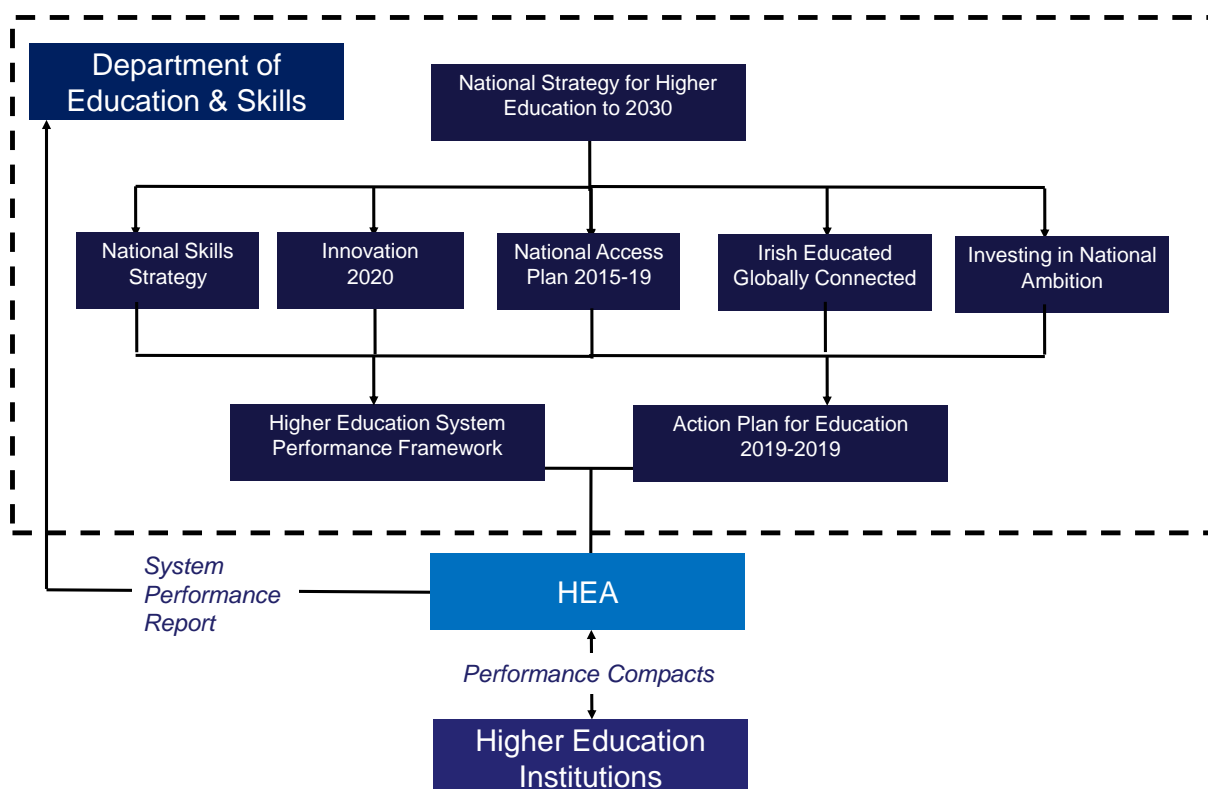 Department of
Education & Skills
National Strategy for Higher
Education to 2030
National Skills
Strategy
Innovation
2020
National Access
Plan 2015-19
Irish Educated
Globally Connected
Investing in National
Ambition
Higher Education System
Performance Framework
Action Plan for Education
2019-2019
System
Performance
Report
HEA
Performance Compacts
Higher Education
Institutions